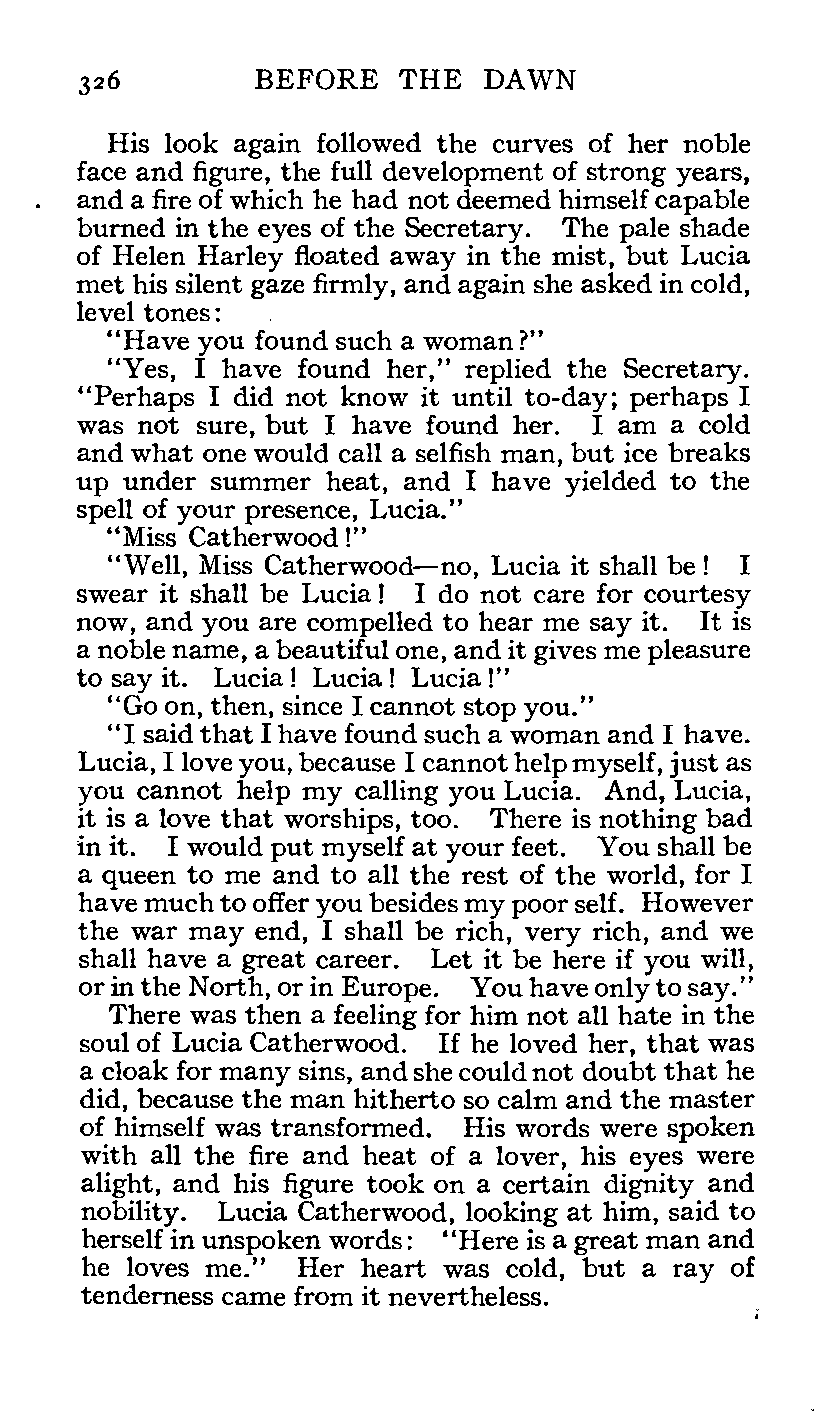 326 BEFORE THE DAWN
His look again followed the curves of her noble
face and figure, the full development of strong years,
and a fire of which he had not deemed himself capable
burned in the eyes of the Secretary. The pale shade
of Helen Harley floated away in the mist, but Lucia
met his silent gaze firmly, and again she asked in cold,
level tones:
"Have you found such a woman?"
"Yes, I have found her," replied the Secretary.
"Perhaps I did not know it until to-day; perhaps I
was not sure, but I have found her. I am a cold
and what one would call a selfish man, but ice breaks
up under summer heat, and I have yielded to the
spell of your presence, Lucia."
"Miss Catherwood!"
"Well, Miss Catherwood—no, Lucia it shall be! I
swear it shall be Lucia! I do not care for courtesy
now, and you are compelled to hear me say it. It is
a noble name, a beautiful one, and it gives me pleasure
to say it. Lucia! Lucia! Lucia!"
"Go on, then, since I cannot stop you."
"I said that I have found such a woman and I have.
Lucia, I love you, because I cannot help myself, just as
you cannot help my calling you Lucia. And, Lucia,
it is a love that worships, too. There is nothing bad
in it. I would put myself at your feet. You shall be
a queen to me and to all the rest of the world, for I
have much to offer you besides my poor self. However
the war may end, I shall be rich, very rich, and we
shall have a great career. Let it be here if you will,
or in the North, or in Europe. You have only to say."
There was then a feeling for him not all hate in the
soul of Lucia Catherwood. If he loved her, that was
a cloak for many sins, and she could not doubt that he
did, because the man hitherto so calm and the master
of himself was transformed. His words were spoken
with all the fire and heat of a lover, his eyes were
alight, and his figure took on a certain dignity and
nobility. Lucia Catherwood, looking at him, said to
herself in unspoken words: "Here is a great man and
he loves me." Her heart was cold, but a ray of
tenderness came from it nevertheless.